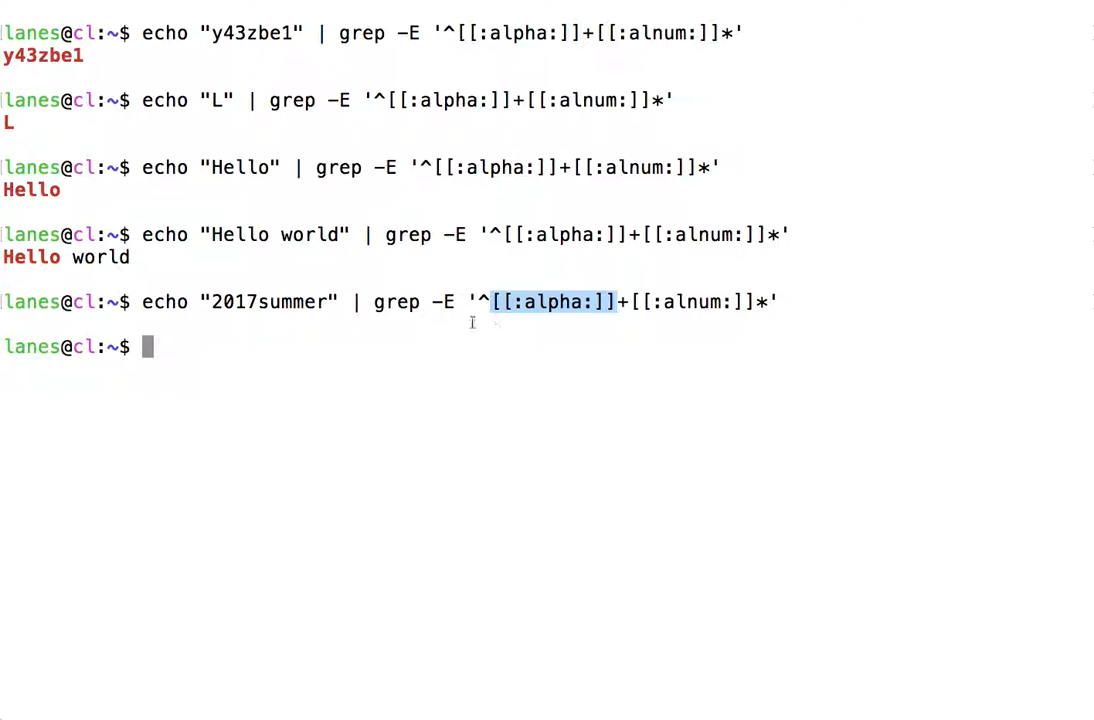 lanes@cl:~$ echo "y43zbe1" | grep -E '^[[:alpha:]]+[[:alnum:]]*'
y43zbe1
lanes@cl:~$ echo "L" | grep -E '^[[:alpha:]]+[[:alnum:]]*'
L
lanes@cl:~$ echo "Hello" | grep -E '^[[:alpha:]]+[[:alnum:]]*'
Hello
lanes@cl:~$ echo "Hello world" | grep -E '^[[:alpha:]]+[[:alnum:]]*'
Hello world
lanes@cl:~$ echo "2017summer" | grep -E '^[[:alpha:]]+[[:alnum:]]*'
lanes@cl:~$